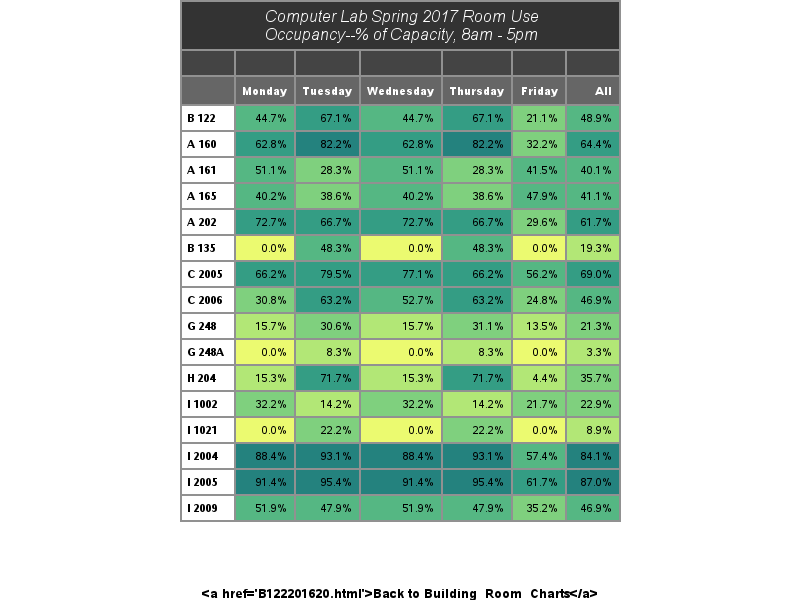 Computer Lab Spring 2017 Room Use
Occupancy--% of Capacity, 8am - 5pm
Monday Tuesday Wednesday Thursday Friday All
B 122 44.7% 67.1% 44.7% 67.1% 21.1% 48.9%
A 160 62.8% 82.2% 62.8% 82.2% 32.2% 64.4%
A 161 51.1% 28.3% 51.1% 28.3% 41.5% 40.1%
A 165 40.2% 38.6% 40.2% 38.6% 47.9% 41.1%
A 202 72.7% 66.7% 72.7% 66.7% 29.6% 61.7%
B 135 0.0% 48.3% 0.0% 48.3% 0.0% 19.3%
C 2005 66.2% 79.5% 77.1% 66.2% 56.2% 69.0%
C 2006 30.8% 63.2% 52.7% 63.2% 24.8% 46.9%
G 248 15.7% 30.6% 15.7% 31.1% 13.5% 21.3%
G 248A 0.0% 8.3% 0.0% 8.3% 0.0% 3.3%
H 204 15.3% 71.7% 15.3% 71.7% 4.4% 35.7%
I 1002 32.2% 14.2% 32.2% 14.2% 21.7% 22.9%
I 1021 0.0% 22.2% 0.0% 22.2% 0.0% 8.9%
I 2004 88.4% 93.1% 88.4% 93.1% 57.4% 84.1%
I 2005 91.4% 95.4% 91.4% 95.4% 61.7% 87.0%
I 2009 51.9% 47.9% 51.9% 47.9% 35.2% 46.9%
<a href='B122201620.html'>Back to Building_Room_Charts</a>